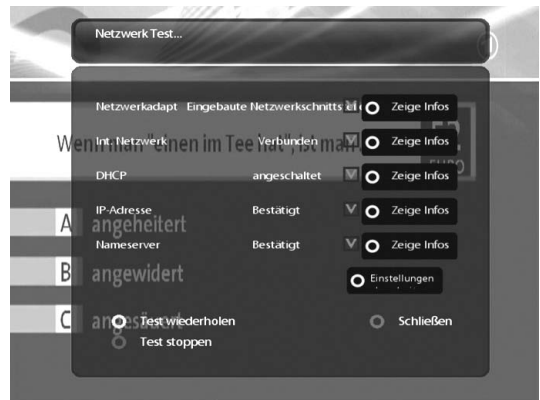 Netzwerk Test...
Netzwerkadapt Eingebaute Netzwerkschnitts Zeige Infos
Wenn man "einen im Tee hat", ist man
Int. Netzwerk Verbunden Zeige Infos
EURO
DHCP angeschaltet Zeige Infos
IP-Adresse Bestätigt Zeige Infos
A angeheitert
Nameserver Bestätigt Zeige Infos
B angewidert
Einstellungen
C angesäuert
Test wiederholen Schließen
Test stoppen